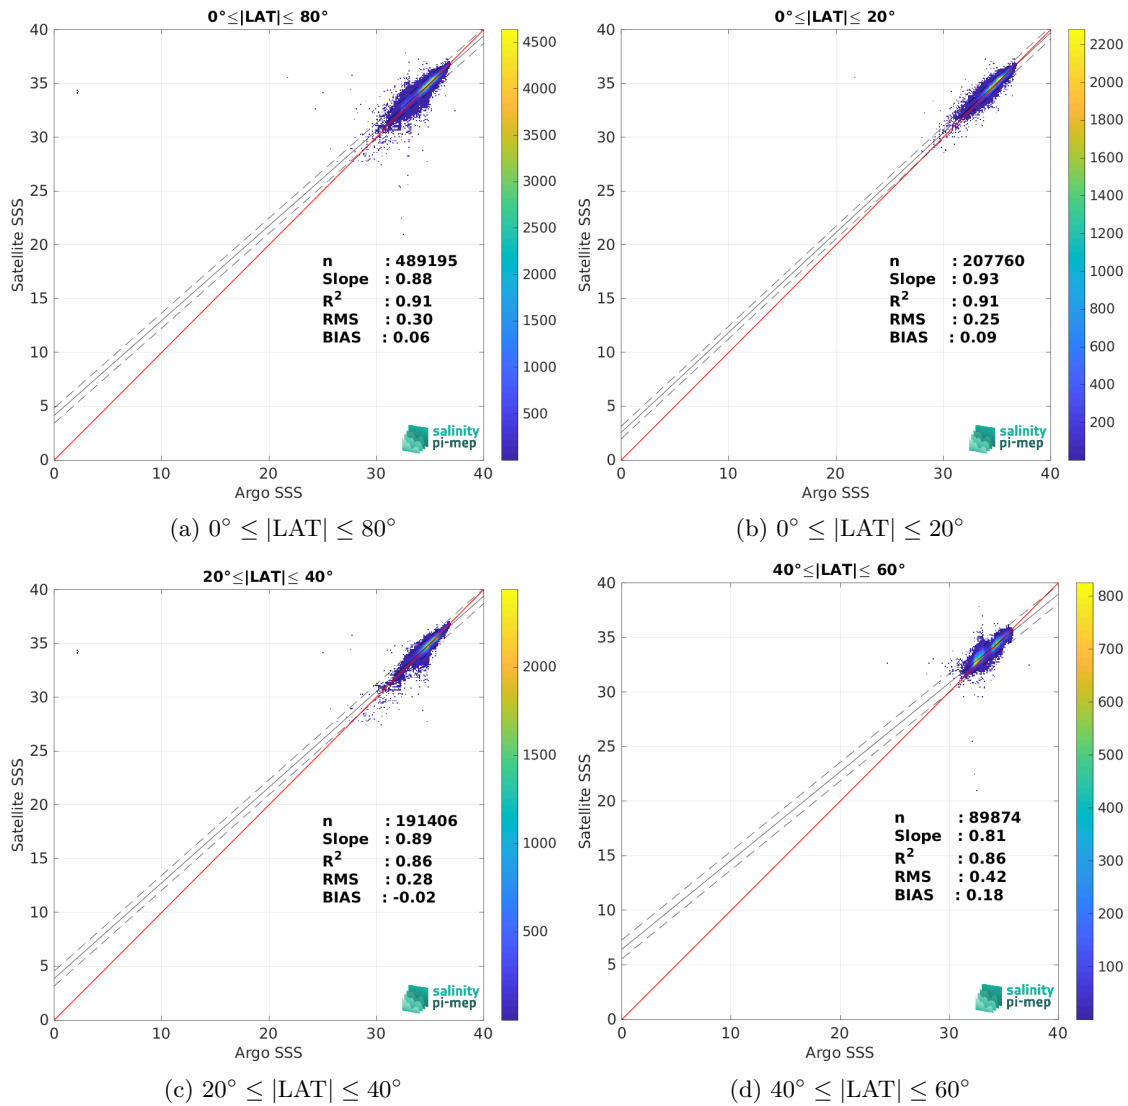 0°≤|LAT|≤ 80°
40
35
30
25
20
15
10
5
0
Satellite SSS
0
10
20
30
40
Argo SSS
4500
4000
3500
3000
2500
2000
1500
1000
500
n : 489195
Slope : 0.88
R² : 0.91
RMS : 0.30
BIAS : 0.06
salinity
pi-mep
(a) 0° ≤ |LAT| ≤ 80°
0°≤|LAT|≤ 20°
40
35
30
25
20
15
10
5
0
Satellite SSS
0
10
20
30
40
Argo SSS
2200
2000
1800
1600
1400
1200
1000
800
600
400
200
n : 207760
Slope : 0.93
R² : 0.91
RMS : 0.25
BIAS : 0.09
salinity
pi-mep
(b) 0° ≤ |LAT| ≤ 20°
20°≤|LAT|≤ 40°
40
35
30
25
20
15
10
5
0
Satellite SSS
0
10
20
30
40
Argo SSS
2000
1500
1000
500
n : 191406
Slope : 0.89
R² : 0.86
RMS : 0.28
BIAS : -0.02
salinity
pi-mep
(c) 20° ≤ |LAT| ≤ 40°
40°≤|LAT|≤ 60°
40
35
30
25
20
15
10
5
0
Satellite SSS
0
10
20
30
40
Argo SSS
800
700
600
500
400
300
200
100
n : 89874
Slope : 0.81
R² : 0.86
RMS : 0.42
BIAS : 0.18
salinity
pi-mep
(d) 40° ≤ |LAT| ≤ 60°